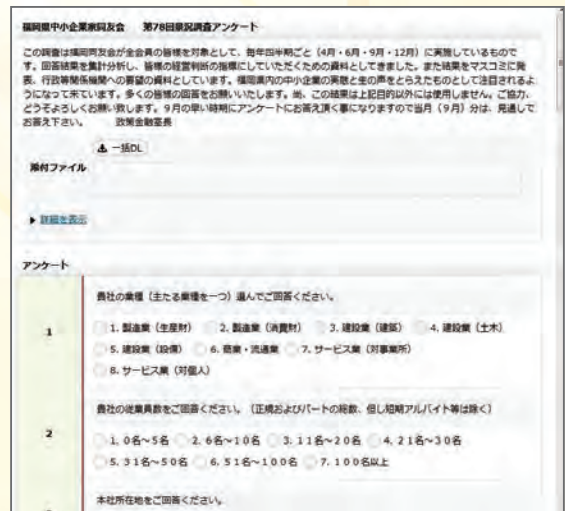 福岡県中小企業家同友会　第78回景況調査アンケート
この調査は福岡同友会が全会員の皆様を対象として、毎年四半期ごと（4月・6月・9月・12月）に実施しているもので
す。回答結果を集計分析し、皆様の経営判断の指標にしていただくための資料としてきました。また結果をマスコミに発
表、行政等関係機関への要望の資料としています。福岡県内の中小企業の実態と生の声をとらえたものとして注目されるよ
うになって来ています。多くの皆様の回答をお願いいたします。尚、この結果は上記目的以外には使用しません。ご協力、
どうぞよろしくお願い致します。９月の早い時期にアンケートにお答え頂く事になりますので当月（９月）分は、見通しで
お答え下さい。　政策金融室長
一括DL
添付ファイル
▶ 詳細を表示
アンケート
貴社の業種（主たる業種を一つ）選んでご回答ください。
1
1. 製造業（生産財） 2. 製造業（消費財） 3. 建設業（建築） 4. 建設業（土木）
5. 建設業（設備） 6. 商業・流通業 7. サービス業（対事業所）
8. サービス業（対個人）
貴社の従業員数をご回答ください。（正規およびパートの総数、但し短期アルバイト等は除く）
2
1. ０名～５名 2. ６名～１０名 3. １１名～２０名 4. ２１名～３０名
5. ３１名～５０名 6. ５１名～１００名 7. １００名以上
本社所在地をご回答ください。